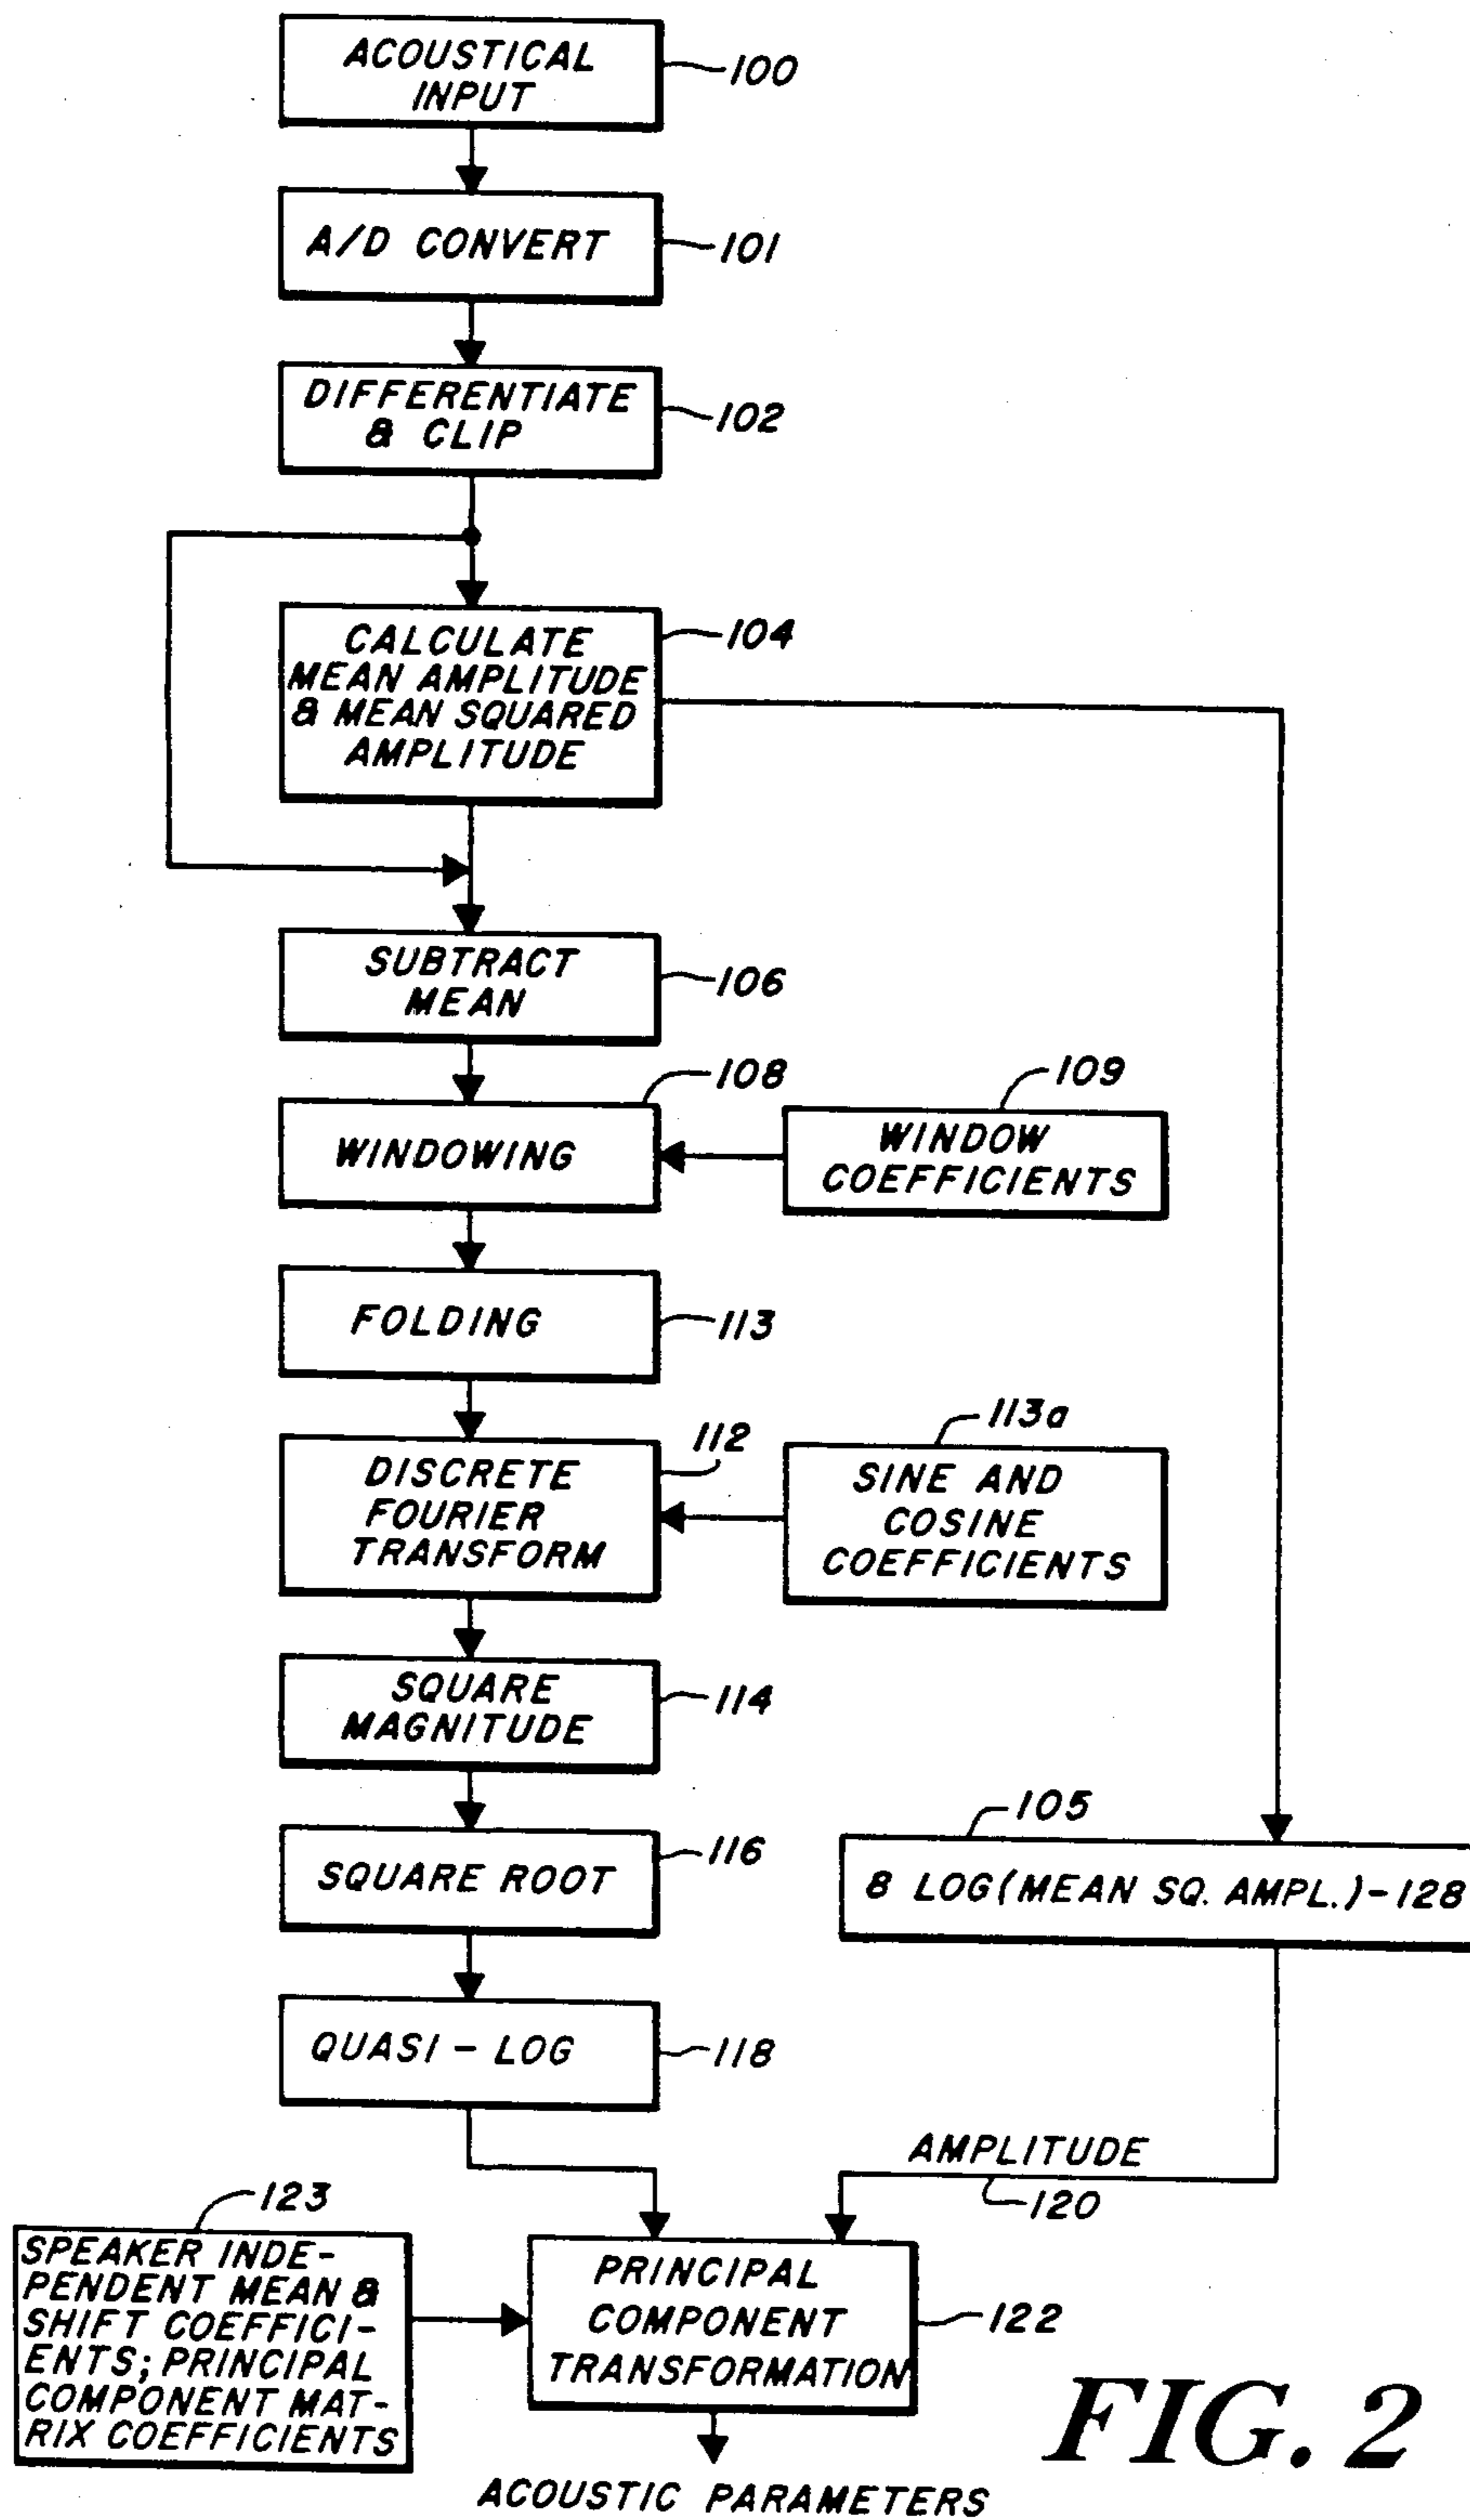 ACOUSTICAL
INPUT
100
A/D CONVERT
101
DIFFERENTIATE
& CLIP
102
CALCULATE
MEAN AMPLITUDE
& MEAN SQUARED
AMPLITUDE
104
SUBTRACT
MEAN
106
108
WINDOWING
109
WINDOW
COEFFICIENTS
FOLDING
113
112
DISCRETE
FOURIER
TRANSFORM
113a
SINE AND
COSINE
COEFFICIENTS
SQUARE
MAGNITUDE
114
SQUARE ROOT
116
105
8 LOG(MEAN SQ. AMPL.)-128
QUASI - LOG
118
AMPLITUDE
120
123
SPEAKER INDE-
PENDENT MEAN &
SHIFT COEFFICI-
ENTS; PRINCIPAL
COMPONENT MAT-
RIX COEFFICIENTS
PRINCIPAL
COMPONENT
TRANSFORMATION
122
ACOUSTIC PARAMETERS
FIG. 2